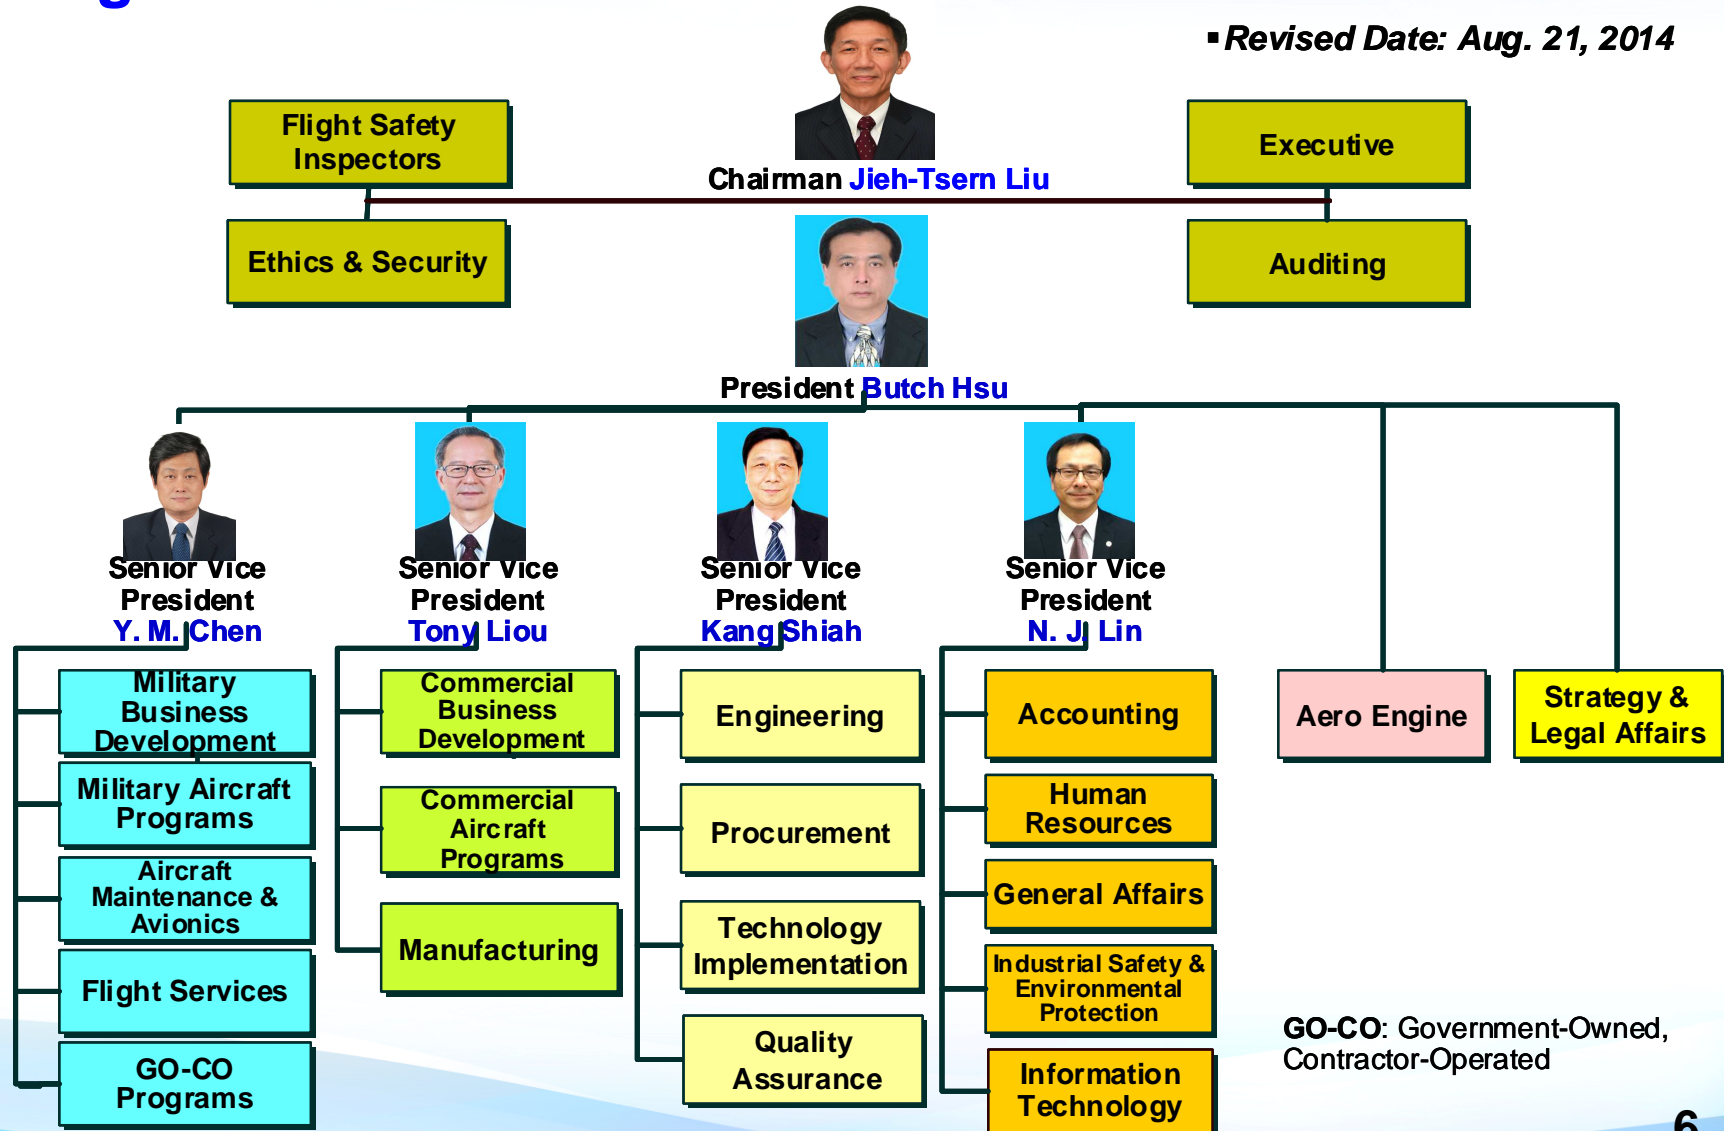 ▪Revised Date: Aug. 21, 2014
Flight Safety
Inspectors
Executive
Chairman Jieh-Tsern Liu
Ethics & Security
Auditing
President Butch Hsu
Senior Vice
President
Y. M. Chen
Senior Vice
President
Tony Liou
Senior Vice
President
Kang Shiah
Senior Vice
President
N. J. Lin
Military
Business
Development
Military Aircraft
Programs
Aircraft
Maintenance &
Avionics
Flight Services
GO-CO
Programs
Commercial
Business
Development
Commercial
Aircraft
Programs
Manufacturing
Engineering
Procurement
Technology
Implementation
Quality
Assurance
Accounting
Human
Resources
General Affairs
Industrial Safety &
Environmental
Protection
Information
Technology
Aero Engine
Strategy &
Legal Affairs
GO-CO: Government-Owned,
Contractor-Operated
6